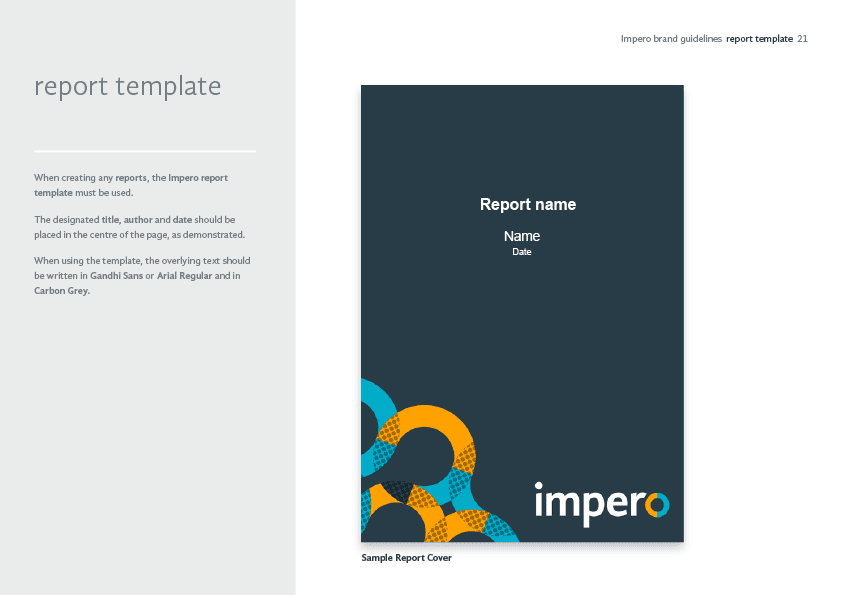 Impero brand guidelines report template 21
report template
When creating any reports, the Impero report
template must be used.
The designated title, author and date should be
placed in the centre of the page, as demonstrated.
When using the template, the overlying text should
be written in Gandhi Sans or Arial Regular and in
Carbon Grey.
Report name
Name
Date
impero
Sample Report Cover